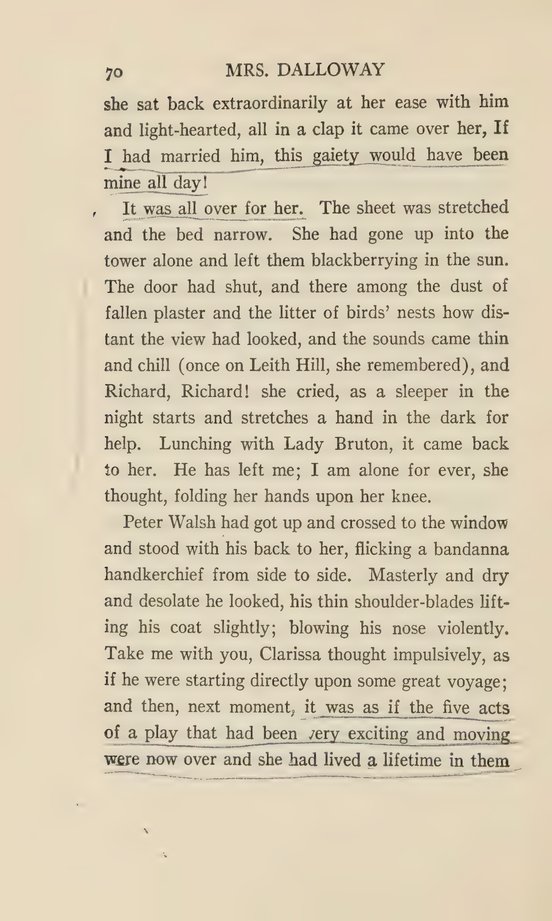 70 MRS. DALLOWAY
she sat back extraordinarily at her ease with him
and light-hearted, all in a clap it came over her, If
I had married him, this gaiety would have been
mine all day!
It was all over for her. The sheet was stretched
and the bed narrow. She had gone up into the
tower alone and left them blackberrying in the sun.
The door had shut, and there among the dust of
fallen plaster and the litter of birds' nests how dis-
tant the view had looked, and the sounds came thin
and chill (once on Leith Hill, she remembered), and
Richard, Richard! she cried, as a sleeper in the
night starts and stretches a hand in the dark for
help. Lunching with Lady Bruton, it came back
to her. He has left me; I am alone for ever, she
thought, folding her hands upon her knee.
Peter Walsh had got up and crossed to the window
and stood with his back to her, flicking a bandanna
handkerchief from side to side. Masterly and dry
and desolate he looked, his thin shoulder-blades lift-
ing his coat slightly; blowing his nose violently.
Take me with you, Clarissa thought impulsively, as
if he were starting directly upon some great voyage;
and then, next moment, it was as if the five acts
of a play that had been very exciting and moving
were now over and she had lived a lifetime in them